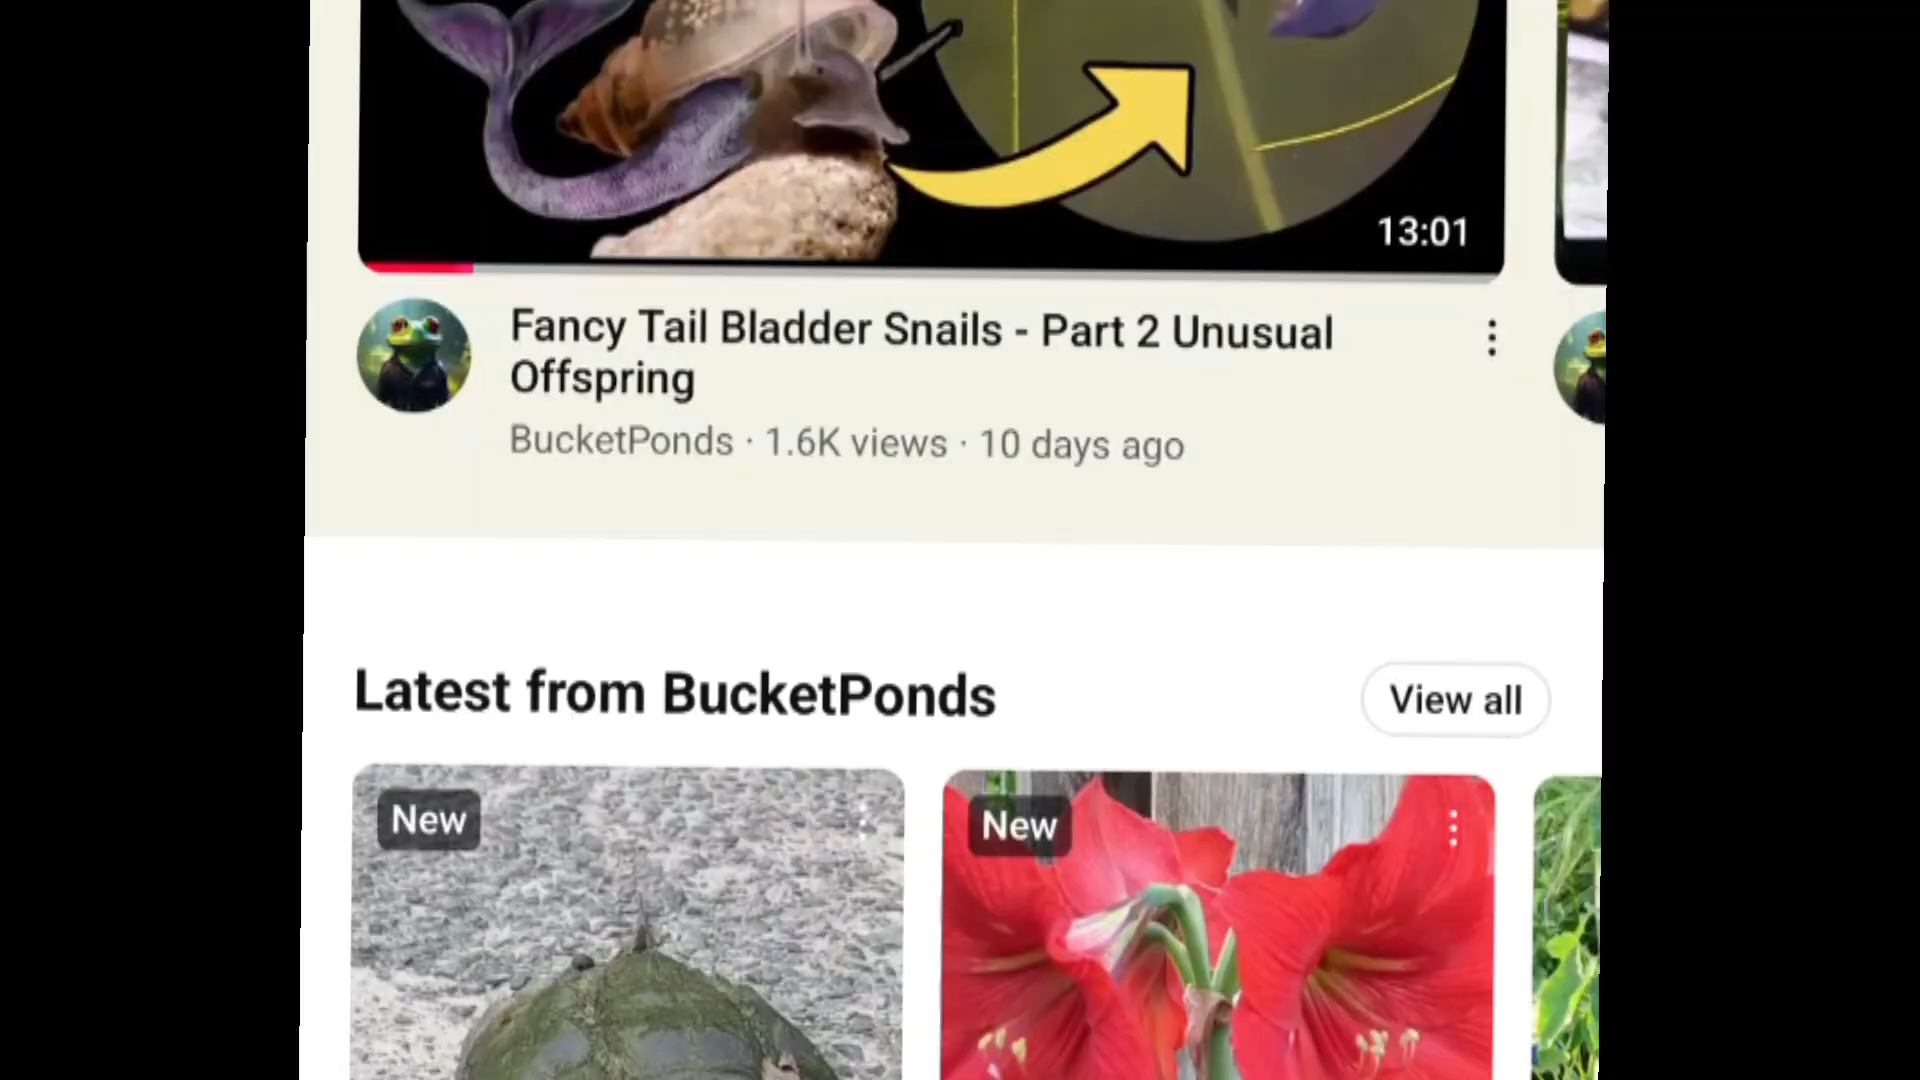 13:01
Fancy Tail Bladder Snails - Part 2 Unusual
Offspring
BucketPonds · 1.6K views · 10 days ago
Latest from BucketPonds
View all
New
New